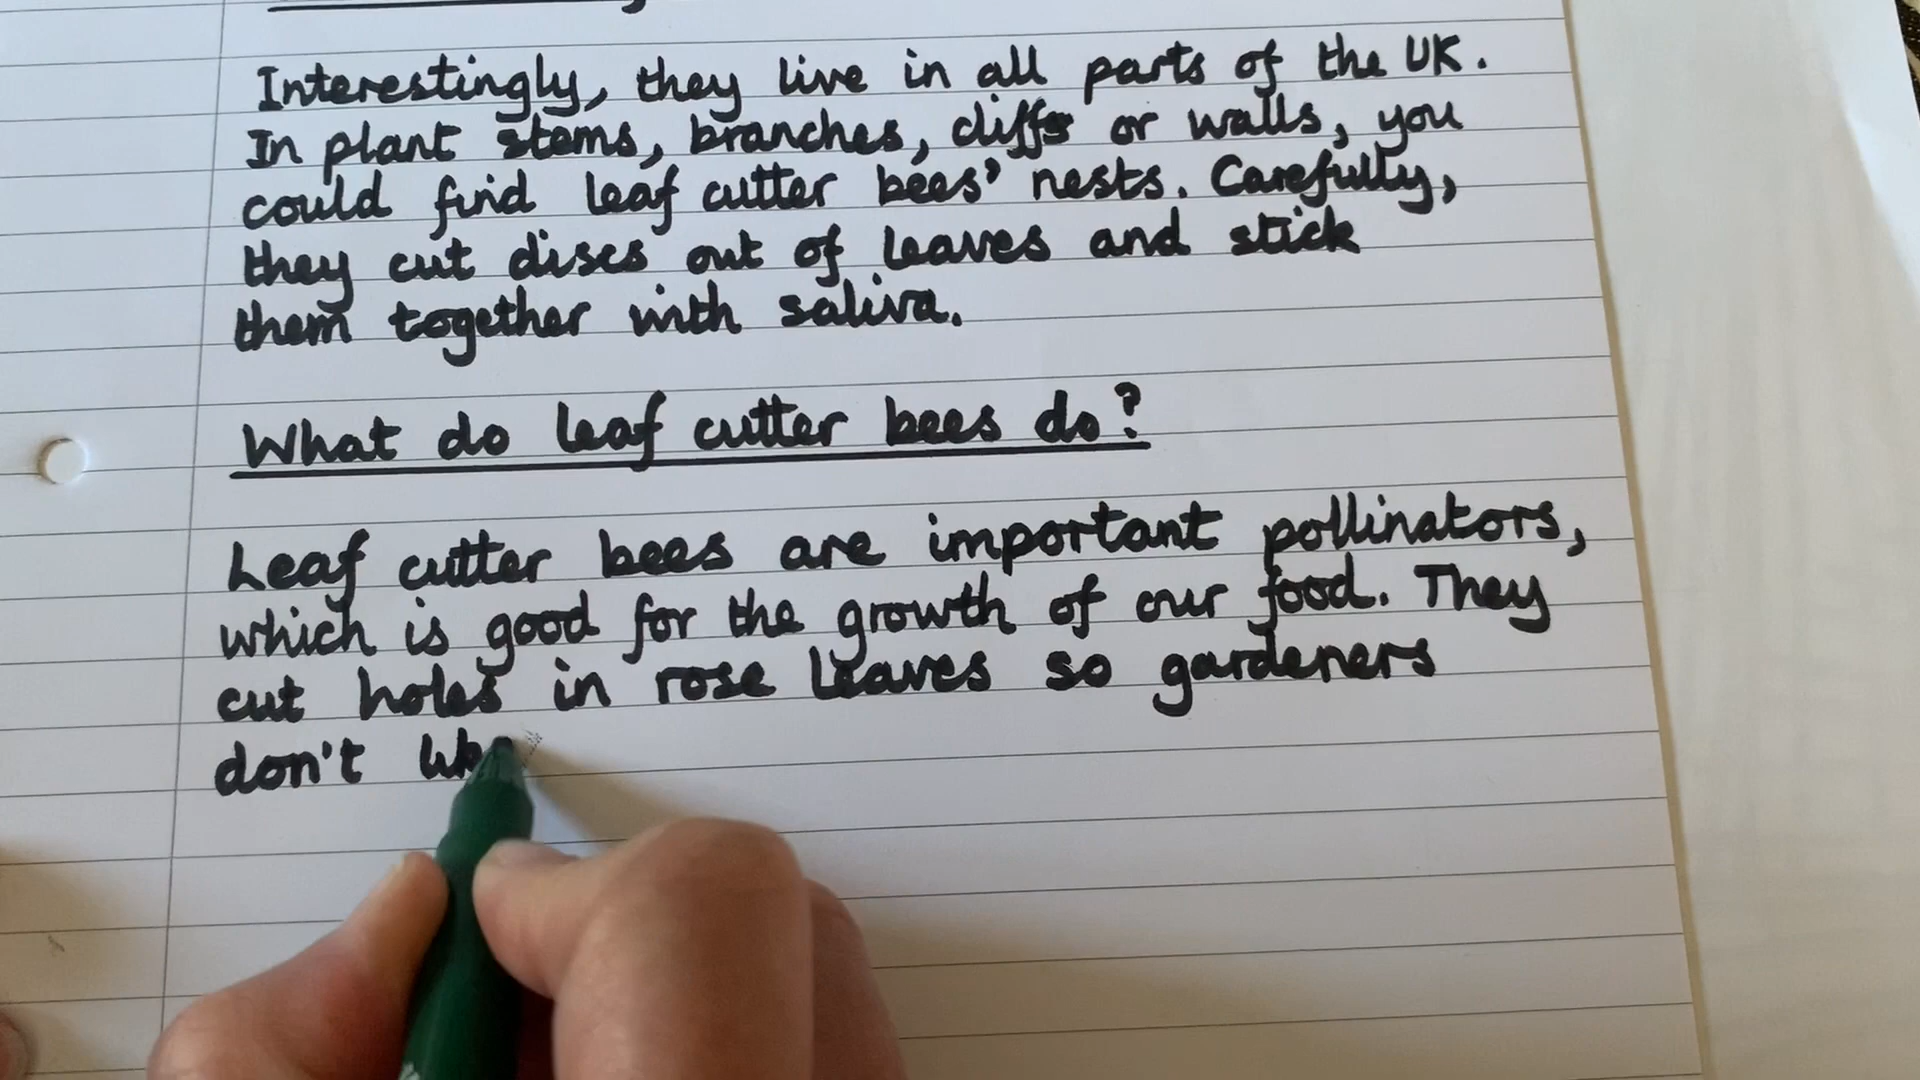 Interestingly, they live in all parts of the UK.
In plant stems, branches, cliffs or walls, you
could find leaf cutter bees' nests. Carefully,
they cut discs out of leaves and stick
them together with saliva.
What do leaf cutter bees do?
Leaf cutter bees are important pollinators,
which is good for the growth of our food. They
cut holes in rose leaves so gardeners
don't